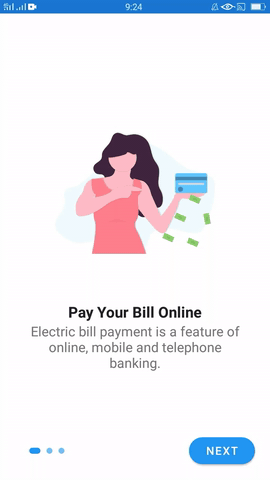 9:24
Pay Your Bill Online
Electric bill payment is a feature of
online, mobile and telephone
banking.
NEXT